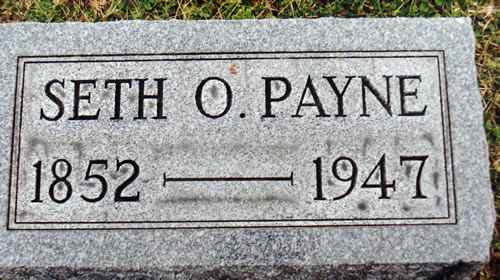 SETH O. PAYNE
1852 — 1947